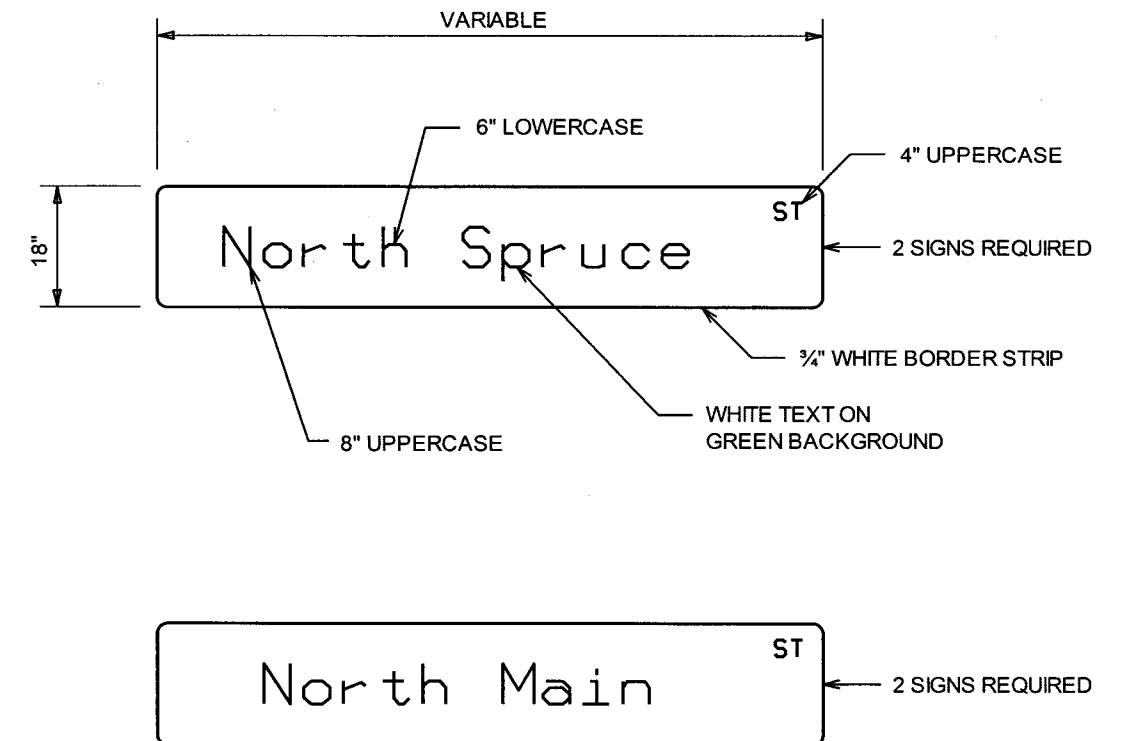 VARIABLE
6" LOWERCASE
4" UPPERCASE
18"
ST
North Spruce
2 SIGNS REQUIRED
¾" WHITE BORDER STRIP
WHITE TEXT ON
GREEN BACKGROUND
8" UPPERCASE
ST
North Main
2 SIGNS REQUIRED